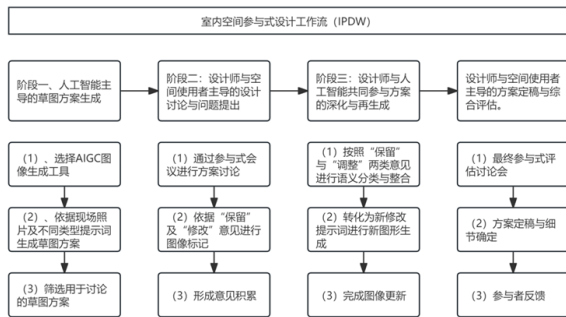 室内空间参与式设计工作流（IPDW）
阶段一、人工智能主
导的草图方案生成
阶段二：设计师与空
间使用者主导的设计
讨论与问题提出
阶段三：设计师与人
工智能共同参与方案
的深化与再生成
设计师与空间使用者
主导的方案定稿与综
合评估。
（1）、选择AIGC图
像生成工具
（2）、依据现场照
片及不同类型提示词
生成草图方案
（3）筛选用于讨论
的草图方案
（1）通过参与式会
议进行方案讨论
（2）依据“保留”
及“修改”意见进行
图像标记
（3）形成意见积累
（1）按照“保留”
与“调整”两类意见
进行语义分类与整合
（2）转化为新修改
提示词进行新图形生
成
（3）完成图像更新
（1）最终参与式评
估讨论会
（2）方案定稿与细
节确定
（3）参与者反馈